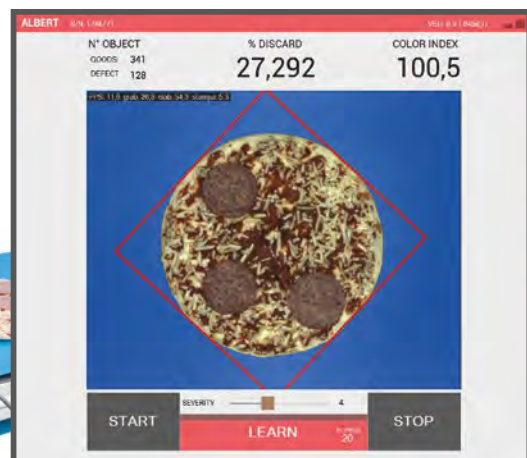 ALBERT
N° OBJECT
GOODS 341
DEFECT 128
% DISCARD
27,292
COLOR INDEX
100,5
START
SEVERITY 4
LEARN
20
STOP